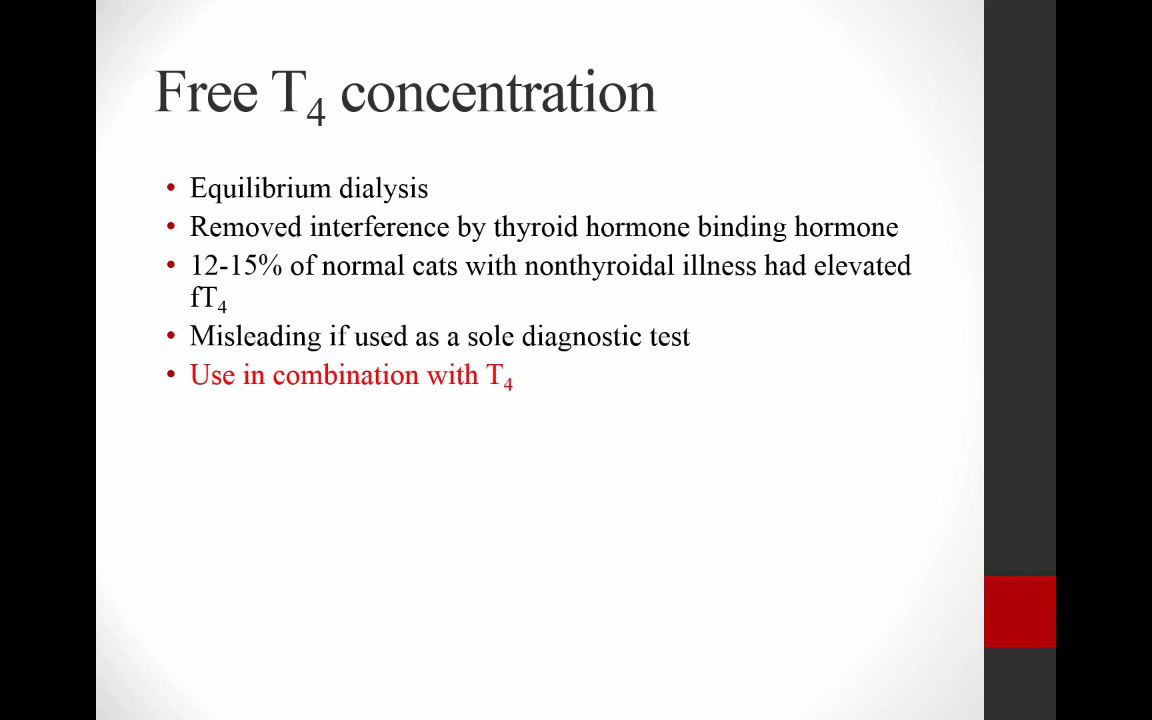 Free T4 concentration
• Equilibrium dialysis
• Removed interference by thyroid hormone binding hormone
• 12-15% of normal cats with nonthyroidal illness had elevated
fT4
• Misleading if used as a sole diagnostic test
• Use in combination with T4